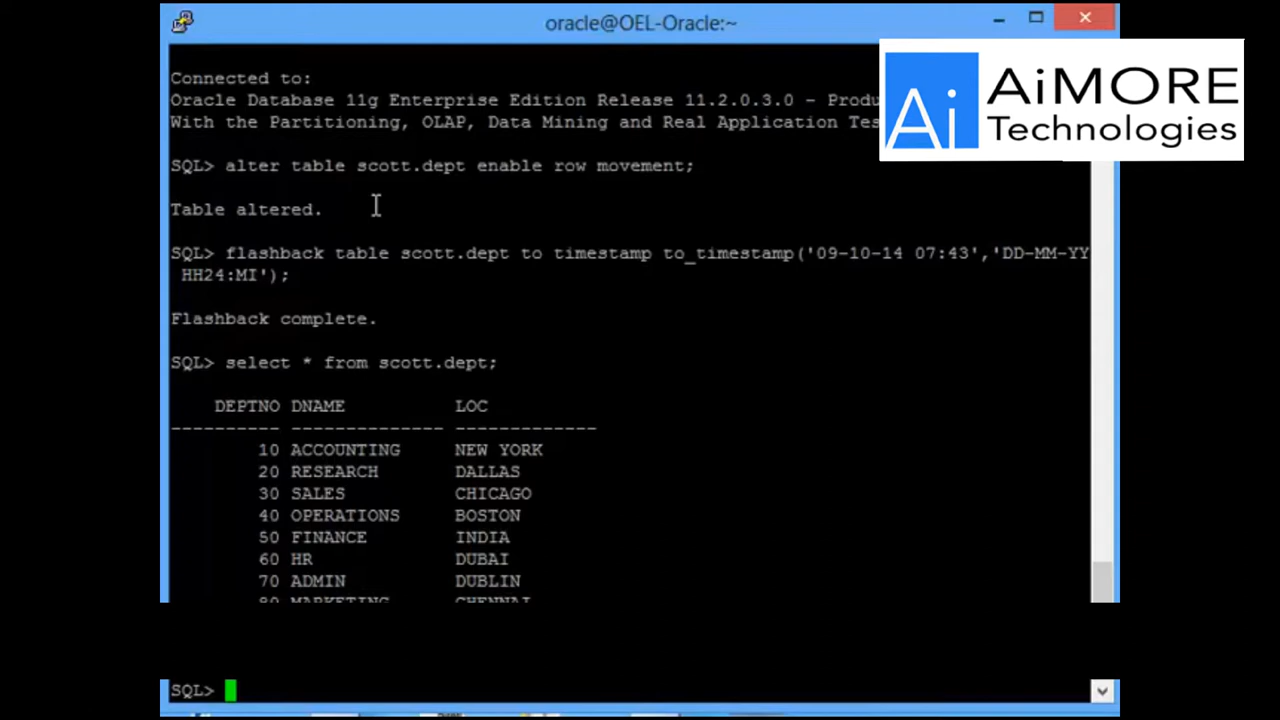 oracle@OEL-Oracle:~
Connected to:
Oracle Database 11g Enterprise Edition Release 11.2.0.3.0 - Produ
With the Partitioning, OLAP, Data Mining and Real Application Tes
Ai AiMORE
Technologies
SQL> alter table scott.dept enable row movement;
Table altered.
SQL> flashback table scott.dept to timestamp to_timestamp('09-10-14 07:43','DD-MM-YY
HH24:MI');
Flashback complete.
SQL> select * from scott.dept;
DEPTNO DNAME LOC
---------- -------------- -------------
10 ACCOUNTING NEW YORK
20 RESEARCH DALLAS
30 SALES CHICAGO
40 OPERATIONS BOSTON
50 FINANCE INDIA
60 HR DUBAI
70 ADMIN DUBLIN
80 MARKETING CHENNAI
SQL>